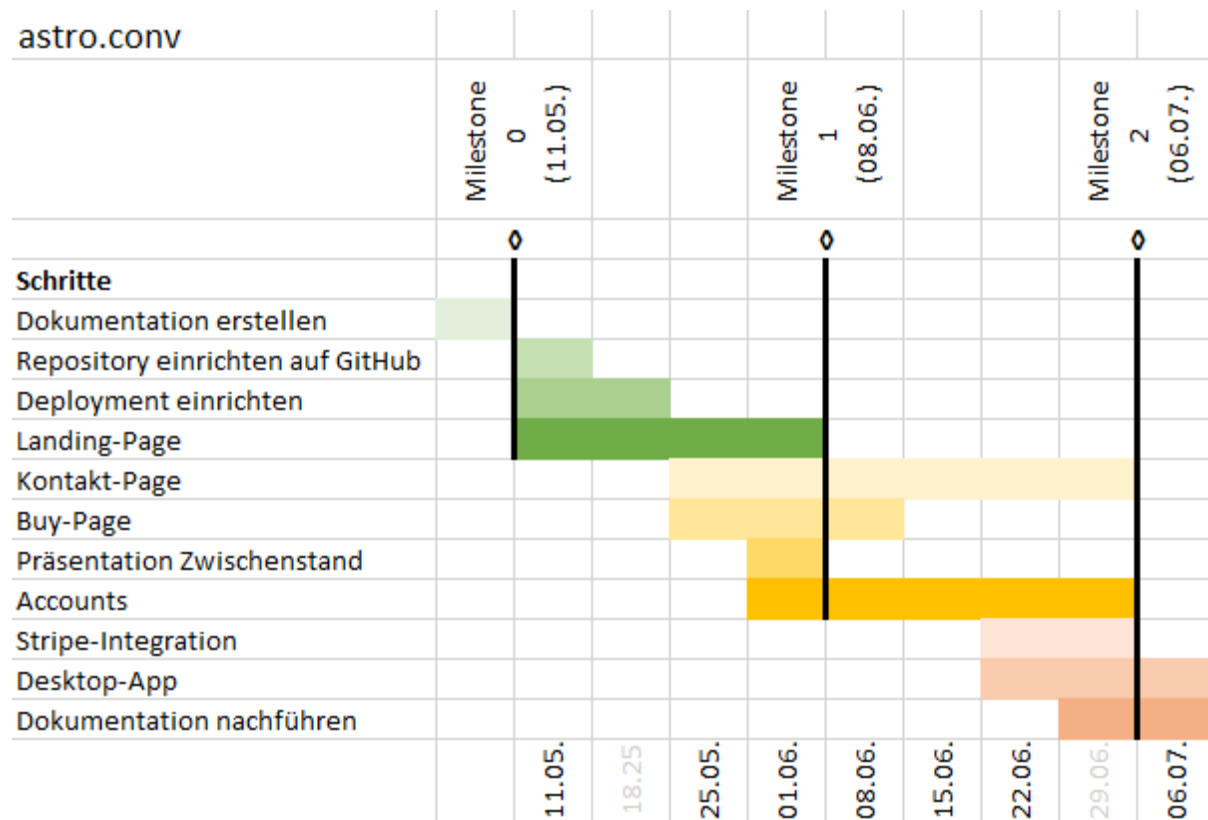 astro.conv
Milestone
0
(11.05.)
Milestone
1
(08.06.)
Milestone
2
(06.07.)
◊
◊
◊
Schritte
Dokumentation erstellen
Repository einrichten auf GitHub
Deployment einrichten
Landing-Page
Kontakt-Page
Buy-Page
Präsentation Zwischenstand
Accounts
Stripe-Integration
Desktop-App
Dokumentation nachführen
11.05.
18.25
25.05.
01.06.
08.06.
15.06.
22.06.
29.06.
06.07.